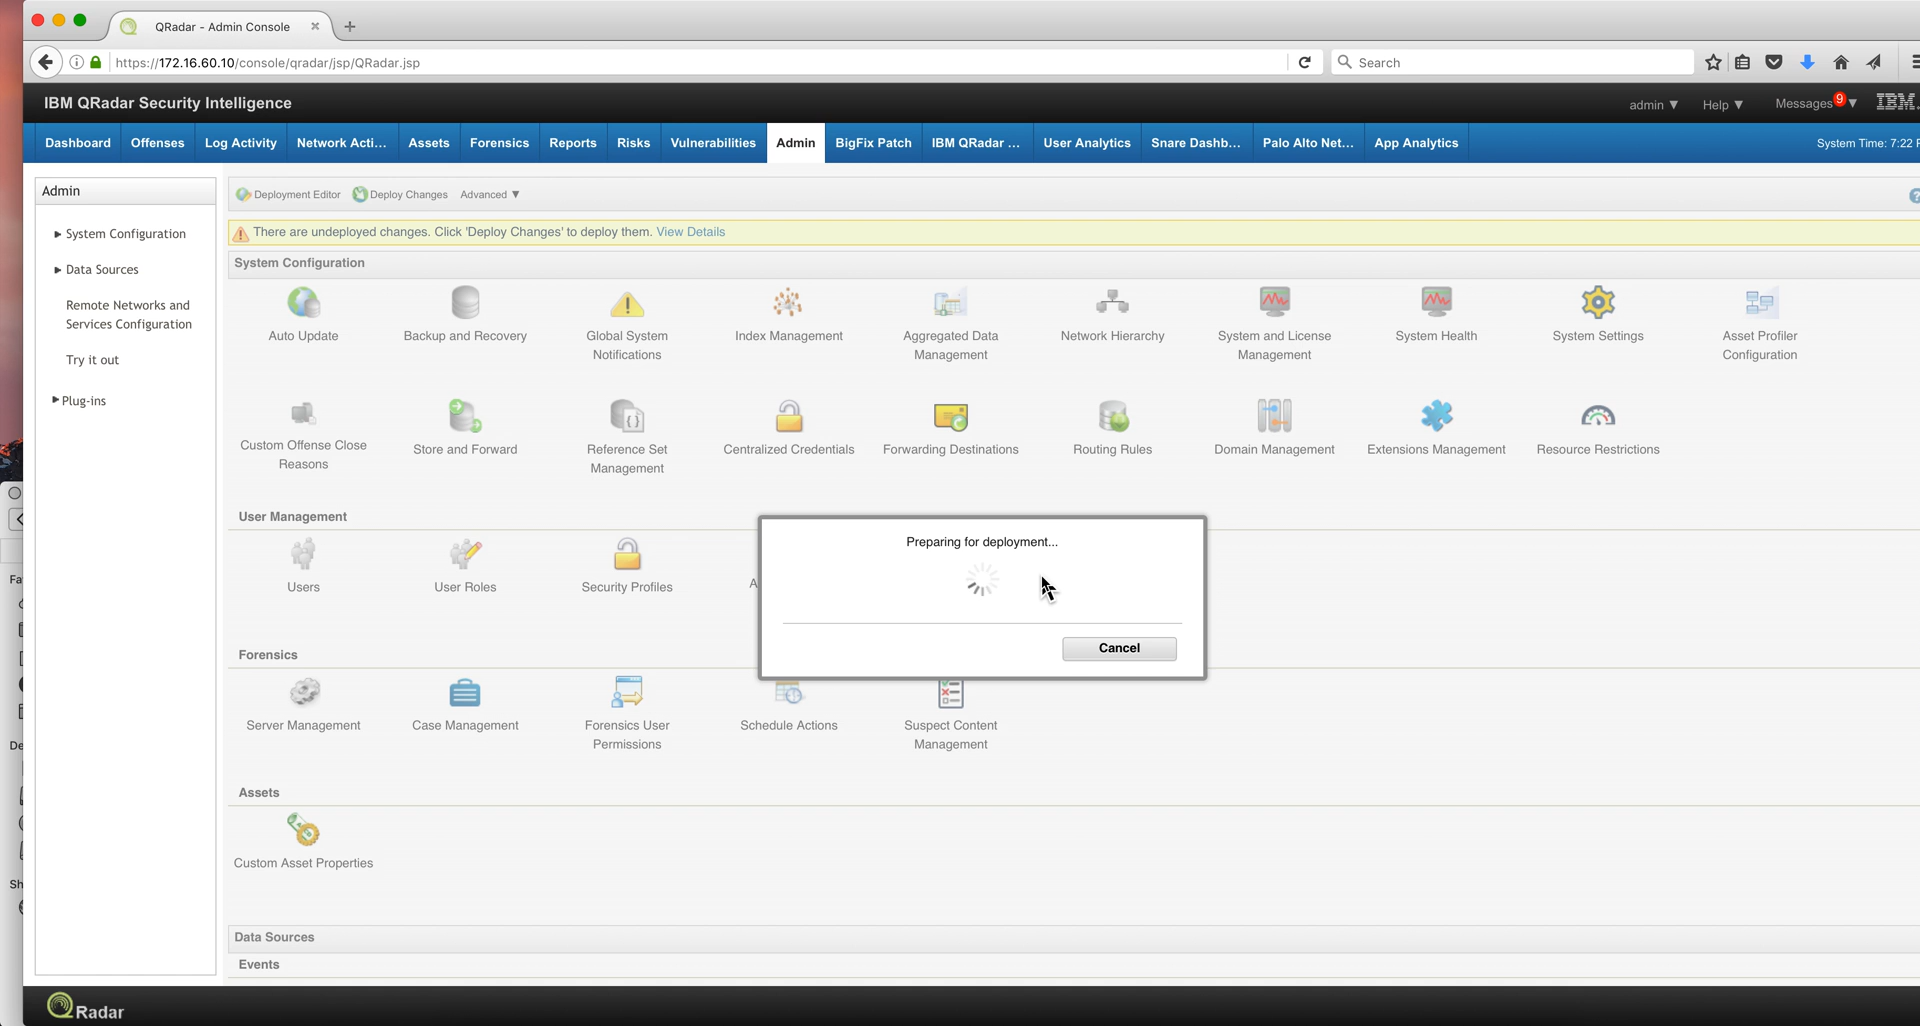 QRadar - Admin Console
https://172.16.60.10/console/qradar/jsp/QRadar.jsp
Search
IBM QRadar Security Intelligence
admin ▼ Help ▼ Messages 9 ▼ IBM.
Dashboard Offenses Log Activity Network Acti... Assets Forensics Reports Risks Vulnerabilities Admin BigFix Patch IBM QRadar ... User Analytics Snare Dashb... Palo Alto Net... App Analytics System Time: 7:22
Admin
System Configuration
Data Sources
Remote Networks and
Services Configuration
Try it out
Plug-ins
Deployment Editor Deploy Changes Advanced ▼
There are undeployed changes. Click 'Deploy Changes' to deploy them. View Details
System Configuration
Auto Update
Backup and Recovery
Global System
Notifications
Index Management
Aggregated Data
Management
Network Hierarchy
System and License
Management
System Health
System Settings
Asset Profiler
Configuration
Custom Offense Close
Reasons
Store and Forward
Reference Set
Management
Centralized Credentials
Forwarding Destinations
Routing Rules
Domain Management
Extensions Management
Resource Restrictions
User Management
Users
User Roles
Security Profiles
A
Preparing for deployment...
Cancel
Forensics
Server Management
Case Management
Forensics User
Permissions
Schedule Actions
Suspect Content
Management
Assets
Custom Asset Properties
Data Sources
Events
QRadar
Fa
De
Sh